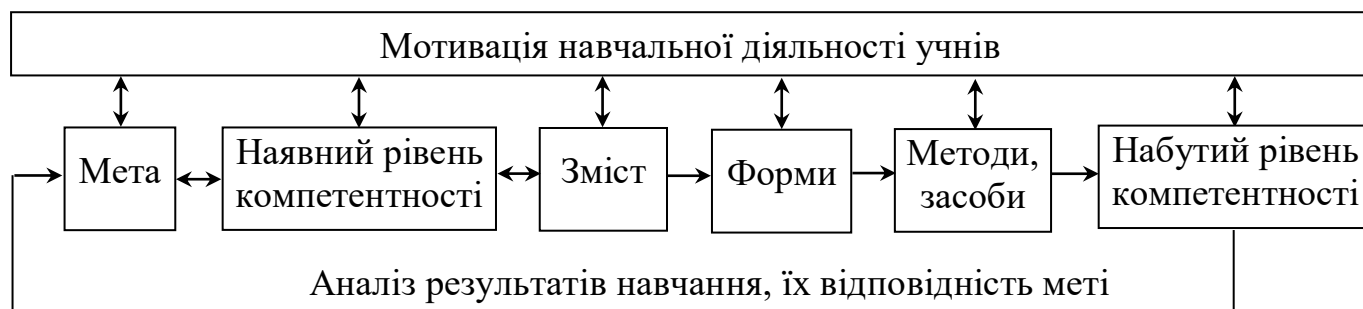 Мотивація навчальної діяльності учнів
Мета
Наявний рівень
компетентності
Зміст
Форми
Методи,
засоби
Набутий рівень
компетентності
Аналіз результатів навчання, їх відповідність меті